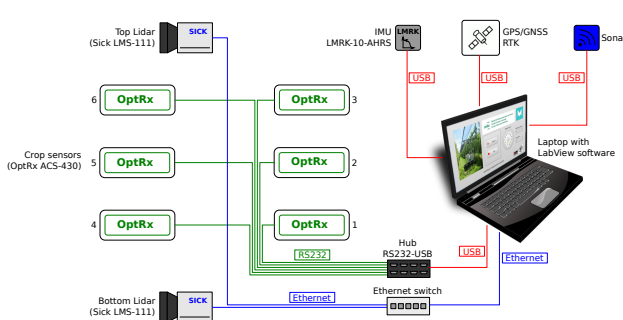 Top Lidar
(Sick LMS-111)
SICK
IMU
LMRK-10-AHRS
LMRK
GPS/GNSS
RTK
Sona
USB
USB
USB
6
OptRx
OptRx
3
Crop sensors
(OptRx ACS-430)
5
OptRx
OptRx
2
Laptop with
LabView software
4
OptRx
OptRx
1
RS232
Hub
RS232-USB
USB
Ethernet
Bottom Lidar
(Sick LMS-111)
SICK
Ethernet
Ethernet switch